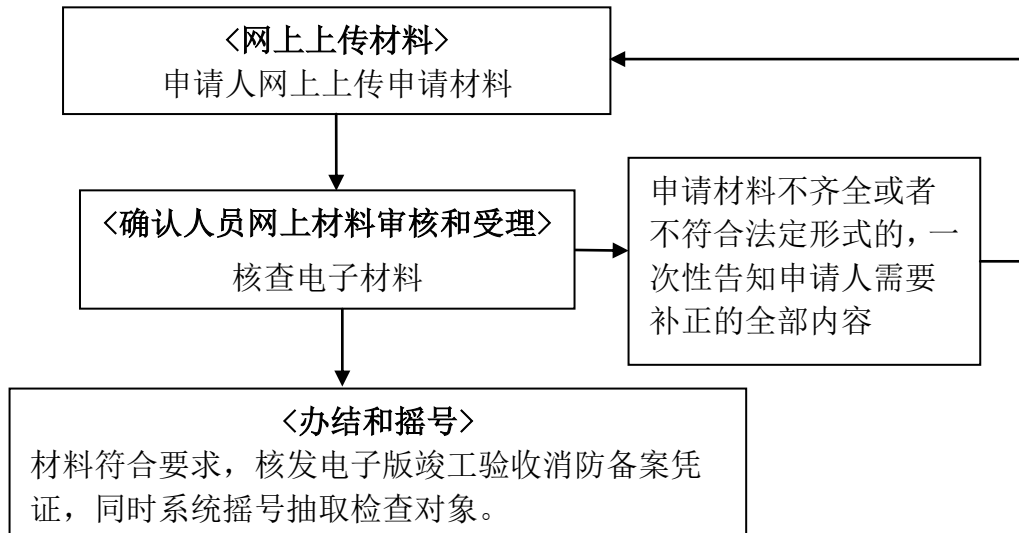 <网上上传材料>
申请人网上上传申请材料
<确认人员网上材料审核和受理>
核查电子材料
申请材料不齐全或者
不符合法定形式的，一
次性告知申请人需要
补正的全部内容
<办结和摇号>
材料符合要求，核发电子版竣工验收消防备案凭
证，同时系统摇号抽取检查对象。